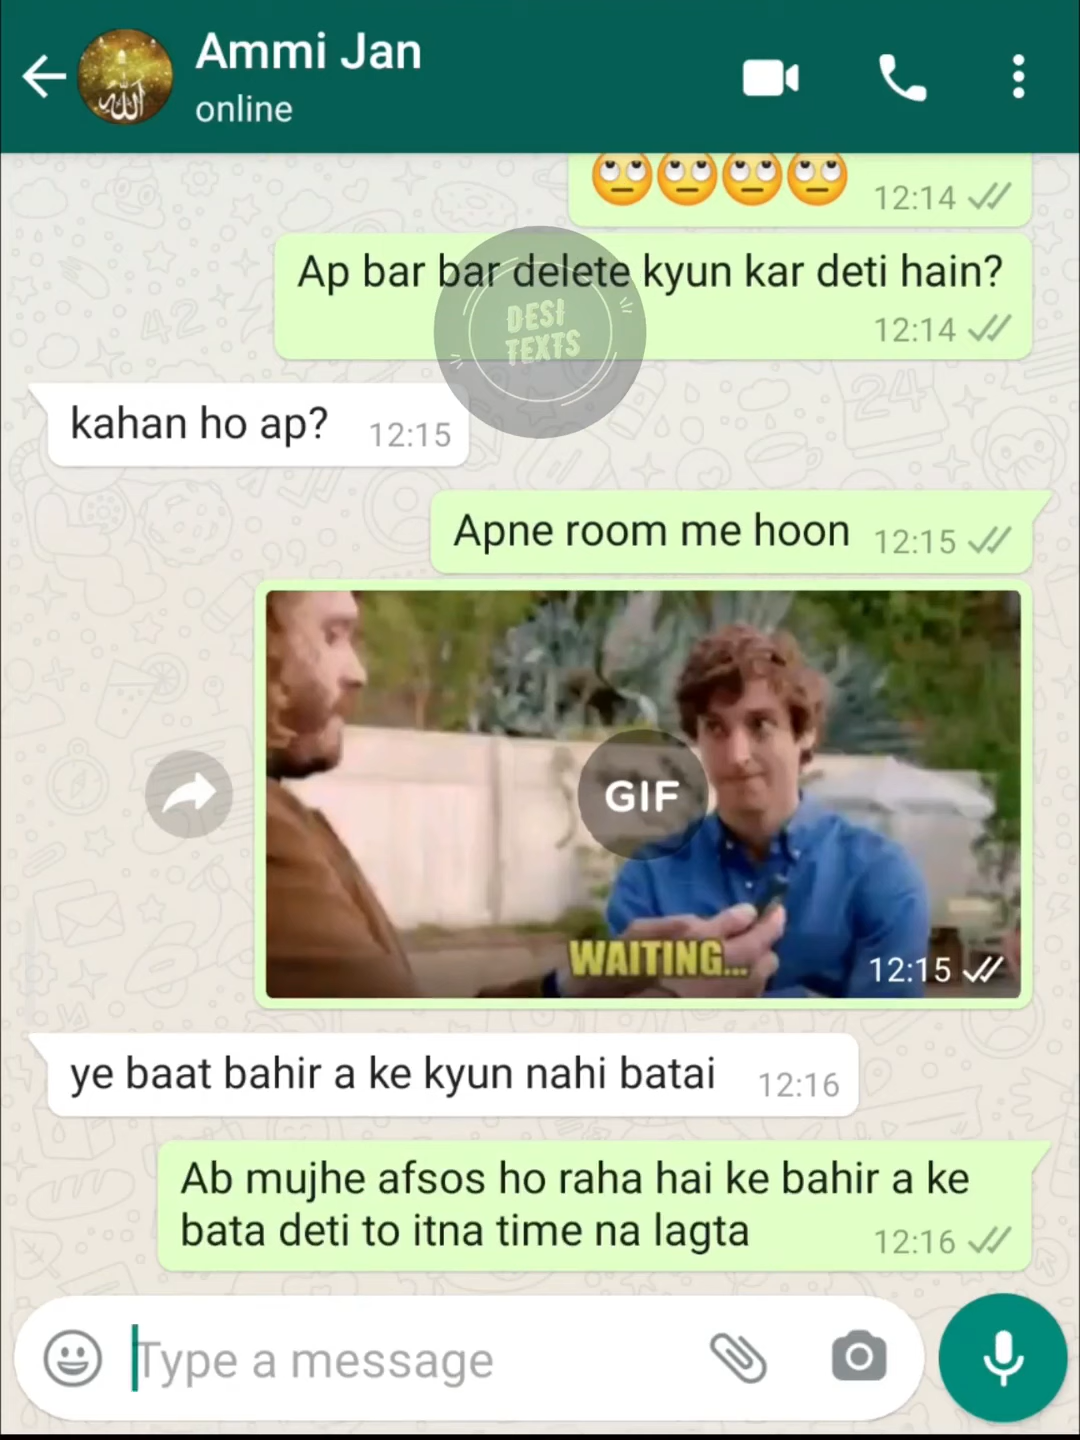 Ammi Jan
online
🙄🙄🙄🙄 12:14
Ap bar bar delete kyun kar deti hain?
12:14
DESI
TEXTS
kahan ho ap? 12:15
Apne room me hoon 12:15
GIF
WAITING...
12:15
ye baat bahir a ke kyun nahi batai 12:16
Ab mujhe afsos ho raha hai ke bahir a ke
bata deti to itna time na lagta 12:16
Type a message